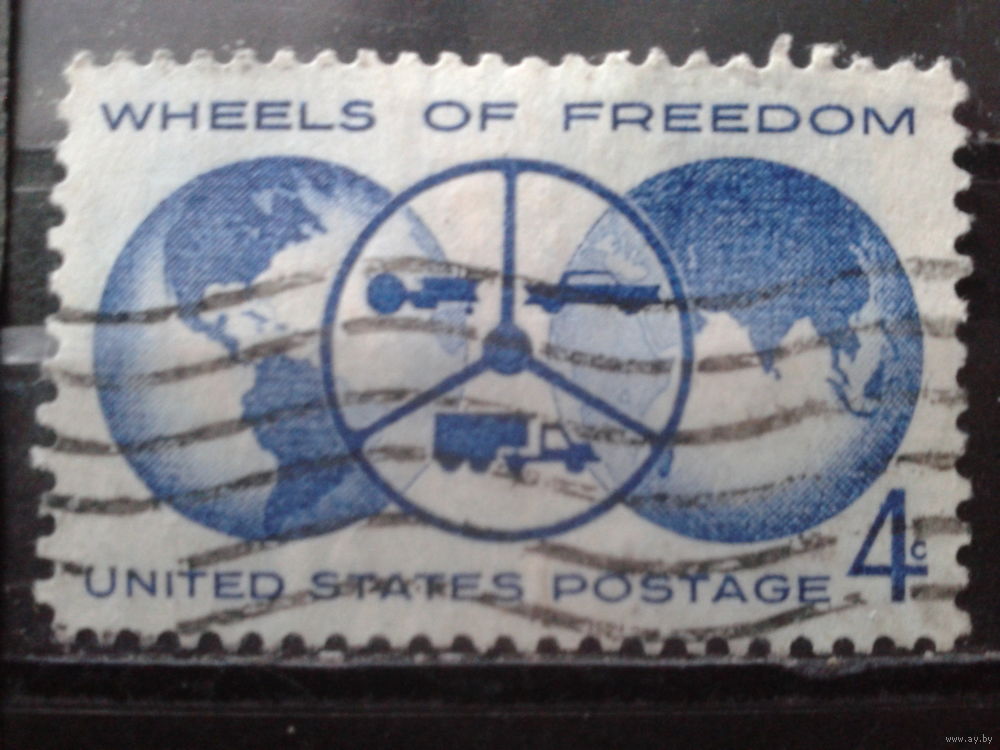 WHEELS OF FREEDOM
4c
UNITED STATES POSTAGE
www.ay.by